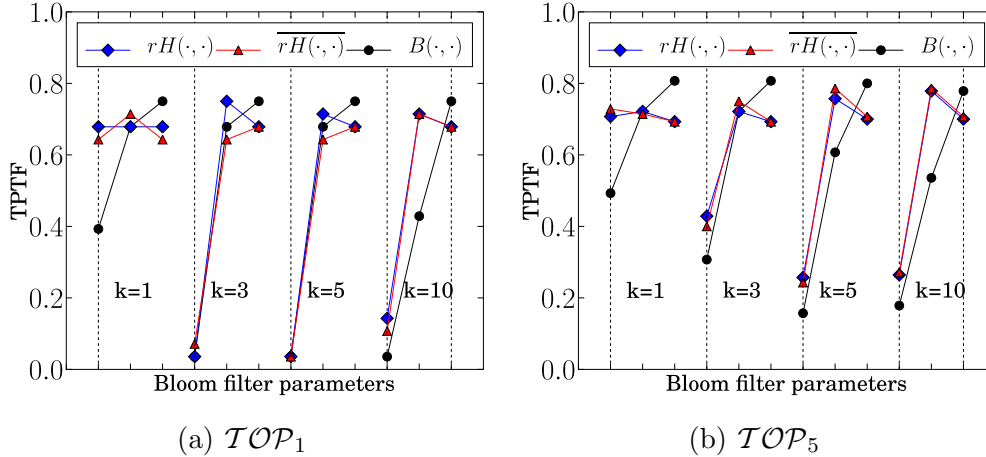 1.0
rH(·,·) rH(·,·) B(·,·)
0.8
0.6
0.4
0.2
0.0
TPTF
k=1 k=3 k=5 k=10
Bloom filter parameters
(a) 𝒯𝒪𝒫₁
1.0
rH(·,·) r̅H̅(̅·̅,̅·̅)̅ B(·,·)
0.8
0.6
0.4
0.2
0.0
TPTF
k=1 k=3 k=5 k=10
Bloom filter parameters
(b) 𝒯𝒪𝒫₅